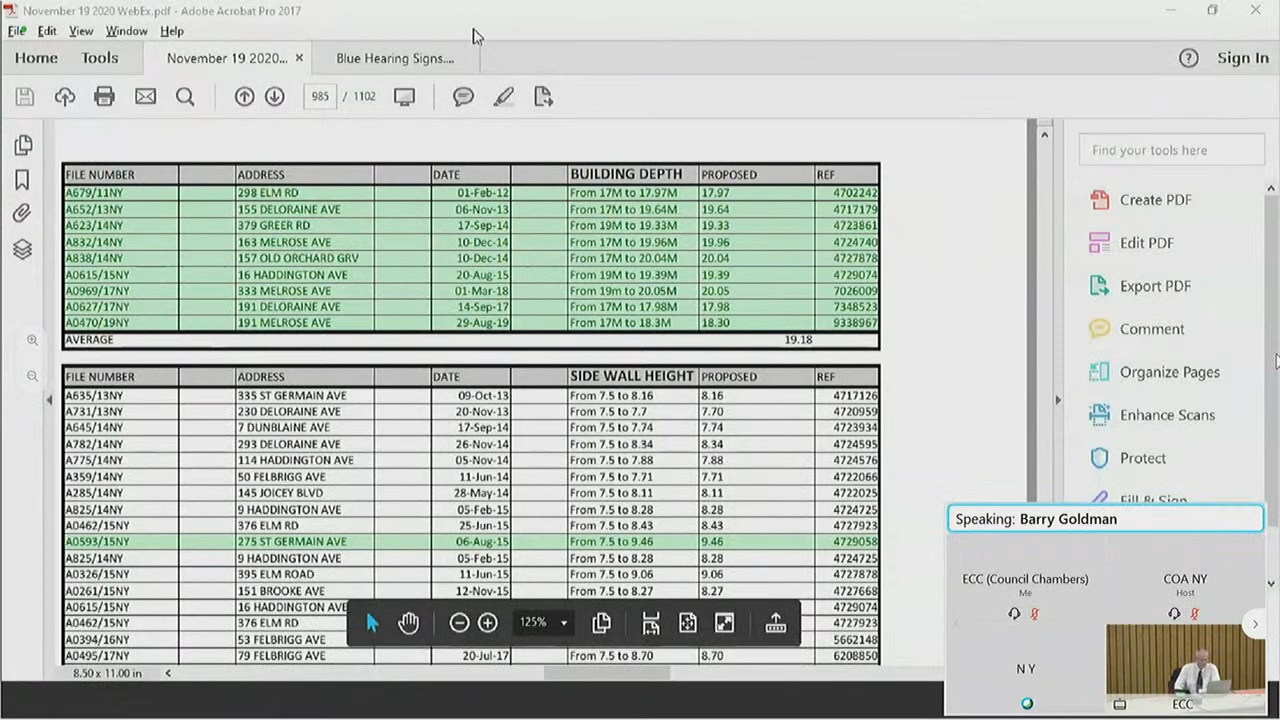 November 19 2020 WebEx.pdf - Adobe Acrobat Pro 2017
File Edit View Window Help
Home Tools November 19 2020... × Blue Hearing Signs.... Sign In
985 / 1102
Find your tools here
FILE NUMBER ADDRESS DATE BUILDING DEPTH PROPOSED REF
A679/11NY 298 ELM RD 01-Feb-12 From 17M to 17.97M 17.97 4702242
A652/13NY 155 DELORAINE AVE 06-Nov-13 From 17M to 19.64M 19.64 4717179
A623/14NY 379 GREER RD 17-Sep-14 From 19M to 19.33M 19.33 4723861
A832/14NY 163 MELROSE AVE 10-Dec-14 From 17M to 19.96M 19.96 4724740
A838/14NY 157 OLD ORCHARD GRV 10-Dec-14 From 17M to 20.04M 20.04 4727878
A0615/15NY 16 HADDINGTON AVE 20-Aug-15 From 19M to 19.39M 19.39 4729074
A0969/17NY 333 MELROSE AVE 01-Mar-18 From 19m to 20.05M 20.05 7026009
A0627/17NY 191 DELORAINE AVE 14-Sep-17 From 17M to 17.98M 17.98 7348523
A0470/19NY 191 MELROSE AVE 29-Aug-19 From 17M to 18.3M 18.30 9338967
AVERAGE 19.18
FILE NUMBER ADDRESS DATE SIDE WALL HEIGHT PROPOSED REF
A635/13NY 335 ST GERMAIN AVE 09-Oct-13 From 7.5 to 8.16 8.16 4717126
A731/13NY 230 DELORAINE AVE 20-Nov-13 From 7.5 to 7.7 7.70 4720959
A645/14NY 7 DUNBLAINE AVE 17-Sep-14 From 7.5 to 7.74 7.74 4723934
A782/14NY 293 DELORAINE AVE 26-Nov-14 From 7.5 to 8.34 8.34 4724595
A775/14NY 114 HADDINGTON AVE 05-Nov-14 From 7.5 to 7.88 7.88 4724576
A359/14NY 50 FELBRIGG AVE 11-Jun-14 From 7.5 to 7.71 7.71 4722066
A285/14NY 145 JOICEY BLVD 28-May-14 From 7.5 to 8.11 8.11 4722025
A825/14NY 9 HADDINGTON AVE 05-Feb-15 From 7.5 to 8.28 8.28 4724725
A0462/15NY 376 ELM RD 25-Jun-15 From 7.5 to 8.43 8.43 4727923
A0593/15NY 275 ST GERMAIN AVE 06-Aug-15 From 7.5 to 9.46 9.46 4729058
A825/14NY 9 HADDINGTON AVE 05-Feb-15 From 7.5 to 8.28 8.28 4724725
A0326/15NY 395 ELM ROAD 11-Jun-15 From 7.5 to 9.06 9.06 4727878
A0261/15NY 151 BROOKE AVE 12-Nov-15 From 7.5 to 8.27 8.27 4727668
A0615/15NY 16 HADDINGTON AVE 4729074
A0462/15NY 376 ELM RD 4727923
A0394/16NY 53 FELBRIGG AVE 5662148
A0495/17NY 79 FELBRIGG AVE 20-Jul-17 From 7.5 to 8.70 8.70 6208850
125%
8.50 x 11.00 in
Create PDF
Edit PDF
Export PDF
Comment
Organize Pages
Enhance Scans
Protect
Fill & Sign
Speaking: Barry Goldman
ECC (Council Chambers)
Me
COA NY
Host
N Y
ECC